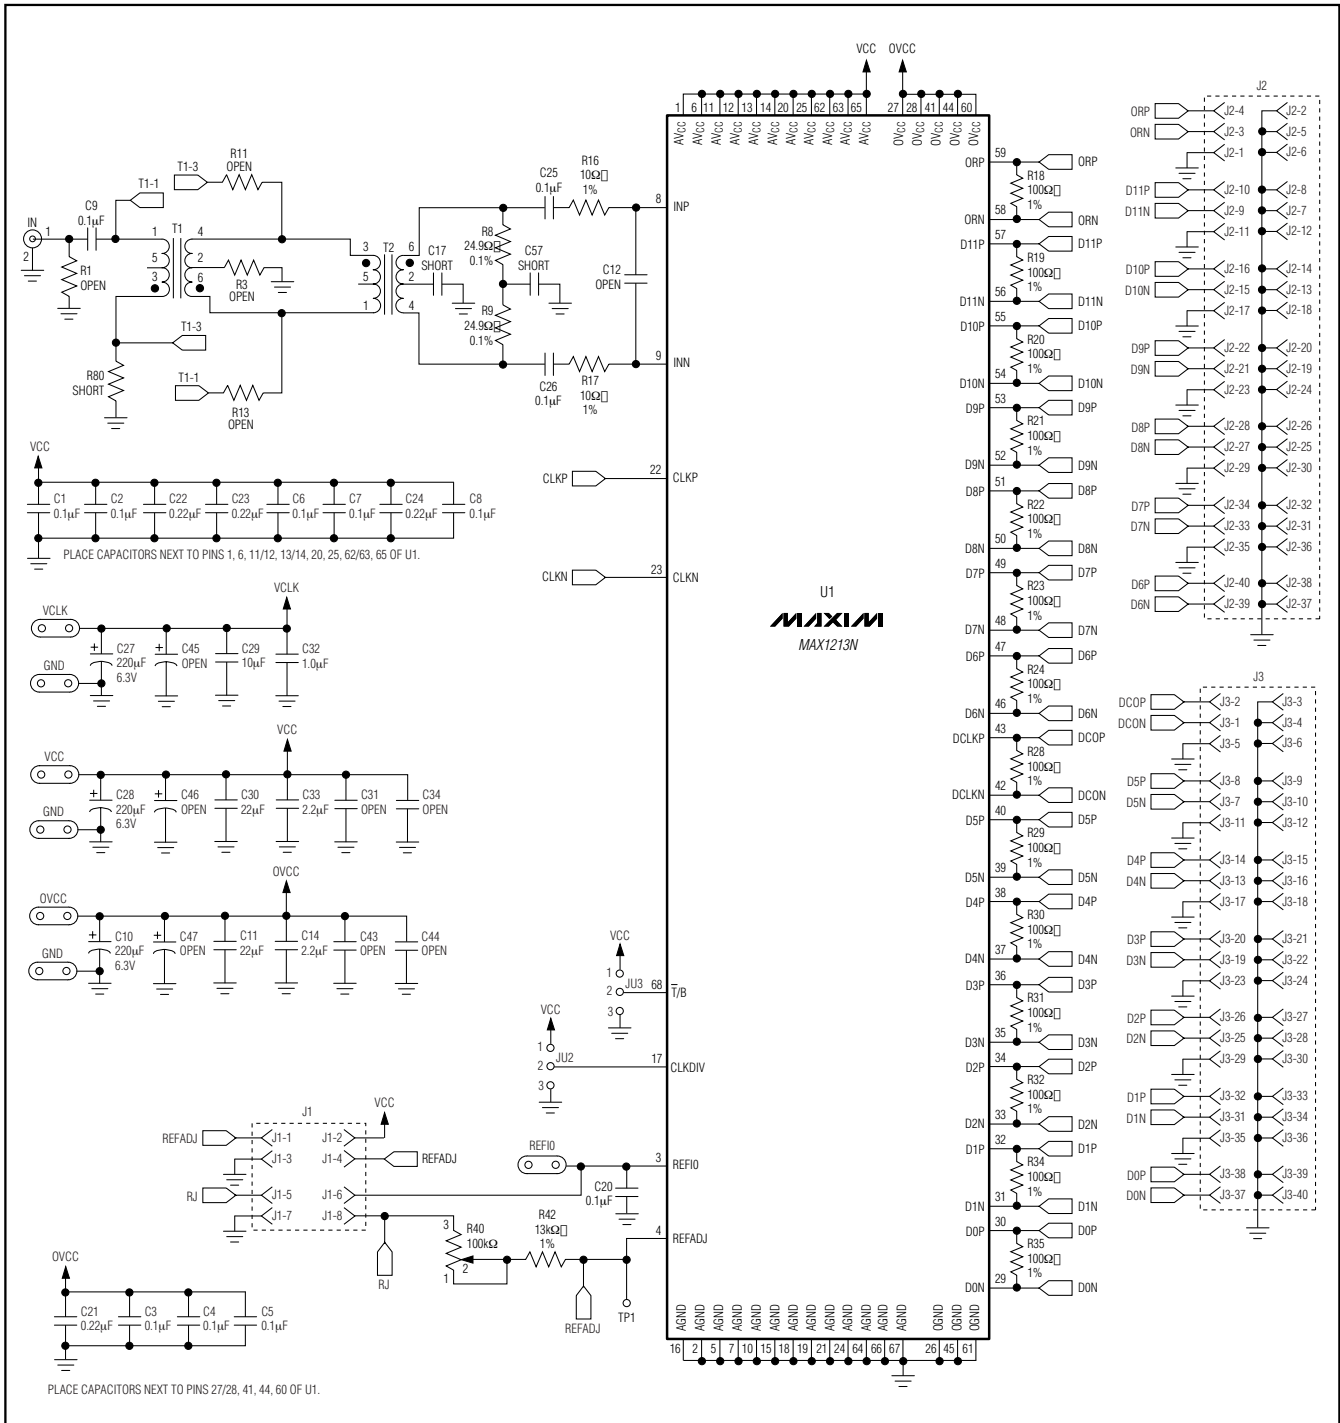 VCC OVCC
1 6 11 12 13 14 20 25 62 63 65 27 28 41 44 60
AVCC AVCC AVCC AVCC AVCC AVCC AVCC AVCC AVCC AVCC AVCC OVCC OVCC OVCC OVCC OVCC
IN
1
2
R1
OPEN
C9
0.1µF
T1-1
T1-3
R11
OPEN
T1
1 4
5 2
3 6
R3
OPEN
T1-3
R80
SHORT
T1-1
R13
OPEN
3 T2 6
5 2
1 4
C17
SHORT
R8
24.9Ω
0.1%
C57
SHORT
R9
24.9Ω
0.1%
C25
0.1µF
R16
10Ω
1%
C12
OPEN
C26
0.1µF
R17
10Ω
1%
8 INP
9 INN
CLKP 22 CLKP
CLKN 23 CLKN
VCC
C1
0.1µF
C2
0.1µF
C22
0.22µF
C23
0.22µF
C6
0.1µF
C7
0.1µF
C24
0.22µF
C8
0.1µF
PLACE CAPACITORS NEXT TO PINS 1, 6, 11/12, 13/14, 20, 25, 62/63, 65 OF U1.
VCLK
GND
VCLK
+ C27
220µF
6.3V
+ C45
OPEN
C29
10µF
C32
1.0µF
VCC
GND
VCC
+ C28
220µF
6.3V
+ C46
OPEN
C30
22µF
C33
2.2µF
C31
OPEN
C34
OPEN
OVCC
GND
OVCC
+ C10
220µF
6.3V
+ C47
OPEN
C11
22µF
C14
2.2µF
C43
OPEN
C44
OPEN
VCC
1
2 JU3
3
68 T/B
VCC
1
2 JU2
3
17 CLKDIV
J1
REFADJ J1-1 J1-2 VCC
J1-3 J1-4 REFADJ
RJ J1-5 J1-6
J1-7 J1-8
RJ
REFIO
C20
0.1µF
3 REFIO
R40
100kΩ
3
2
1
R42
13kΩ
1%
REFADJ
TP1
4 REFADJ
OVCC
C21
0.22µF
C3
0.1µF
C4
0.1µF
C5
0.1µF
PLACE CAPACITORS NEXT TO PINS 27/28, 41, 44, 60 OF U1.
U1
MAXIM
MAX1213N
AGND AGND AGND AGND AGND AGND AGND AGND AGND AGND AGND AGND AGND OGND OGND OGND
16 2 5 7 10 15 18 19 21 24 64 66 67 26 45 61
ORP 59 ORP
R18
100Ω
1%
ORN 58 ORN
D11P 57 D11P
R19
100Ω
1%
D11N 56 D11N
D10P 55 D10P
R20
100Ω
1%
D10N 54 D10N
D9P 53 D9P
R21
100Ω
1%
D9N 52 D9N
D8P 51 D8P
R22
100Ω
1%
D8N 50 D8N
D7P 49 D7P
R23
100Ω
1%
D7N 48 D7N
D6P 47 D6P
R24
100Ω
1%
D6N 46 D6N
DCLKP 43 DCOP
R28
100Ω
1%
DCLKN 42 DCON
D5P 40 D5P
R29
100Ω
1%
D5N 39 D5N
D4P 38 D4P
R30
100Ω
1%
D4N 37 D4N
D3P 36 D3P
R31
100Ω
1%
D3N 35 D3N
D2P 34 D2P
R32
100Ω
1%
D2N 33 D2N
D1P 32 D1P
R34
100Ω
1%
D1N 31 D1N
D0P 30 D0P
R35
100Ω
1%
D0N 29 D0N
J2
ORP J2-4 J2-2
ORN J2-3 J2-5
J2-1 J2-6
D11P J2-10 J2-8
D11N J2-9 J2-7
J2-11 J2-12
D10P J2-16 J2-14
D10N J2-15 J2-13
J2-17 J2-18
D9P J2-22 J2-20
D9N J2-21 J2-19
J2-23 J2-24
D8P J2-28 J2-26
D8N J2-27 J2-25
J2-29 J2-30
D7P J2-34 J2-32
D7N J2-33 J2-31
J2-35 J2-36
D6P J2-40 J2-38
D6N J2-39 J2-37
J3
DCOP J3-2 J3-3
DCON J3-1 J3-4
J3-5 J3-6
D5P J3-8 J3-9
D5N J3-7 J3-10
J3-11 J3-12
D4P J3-14 J3-15
D4N J3-13 J3-16
J3-17 J3-18
D3P J3-20 J3-21
D3N J3-19 J3-22
J3-23 J3-24
D2P J3-26 J3-27
D2N J3-25 J3-28
J3-29 J3-30
D1P J3-32 J3-33
D1N J3-31 J3-34
J3-35 J3-36
D0P J3-38 J3-39
D0N J3-37 J3-40